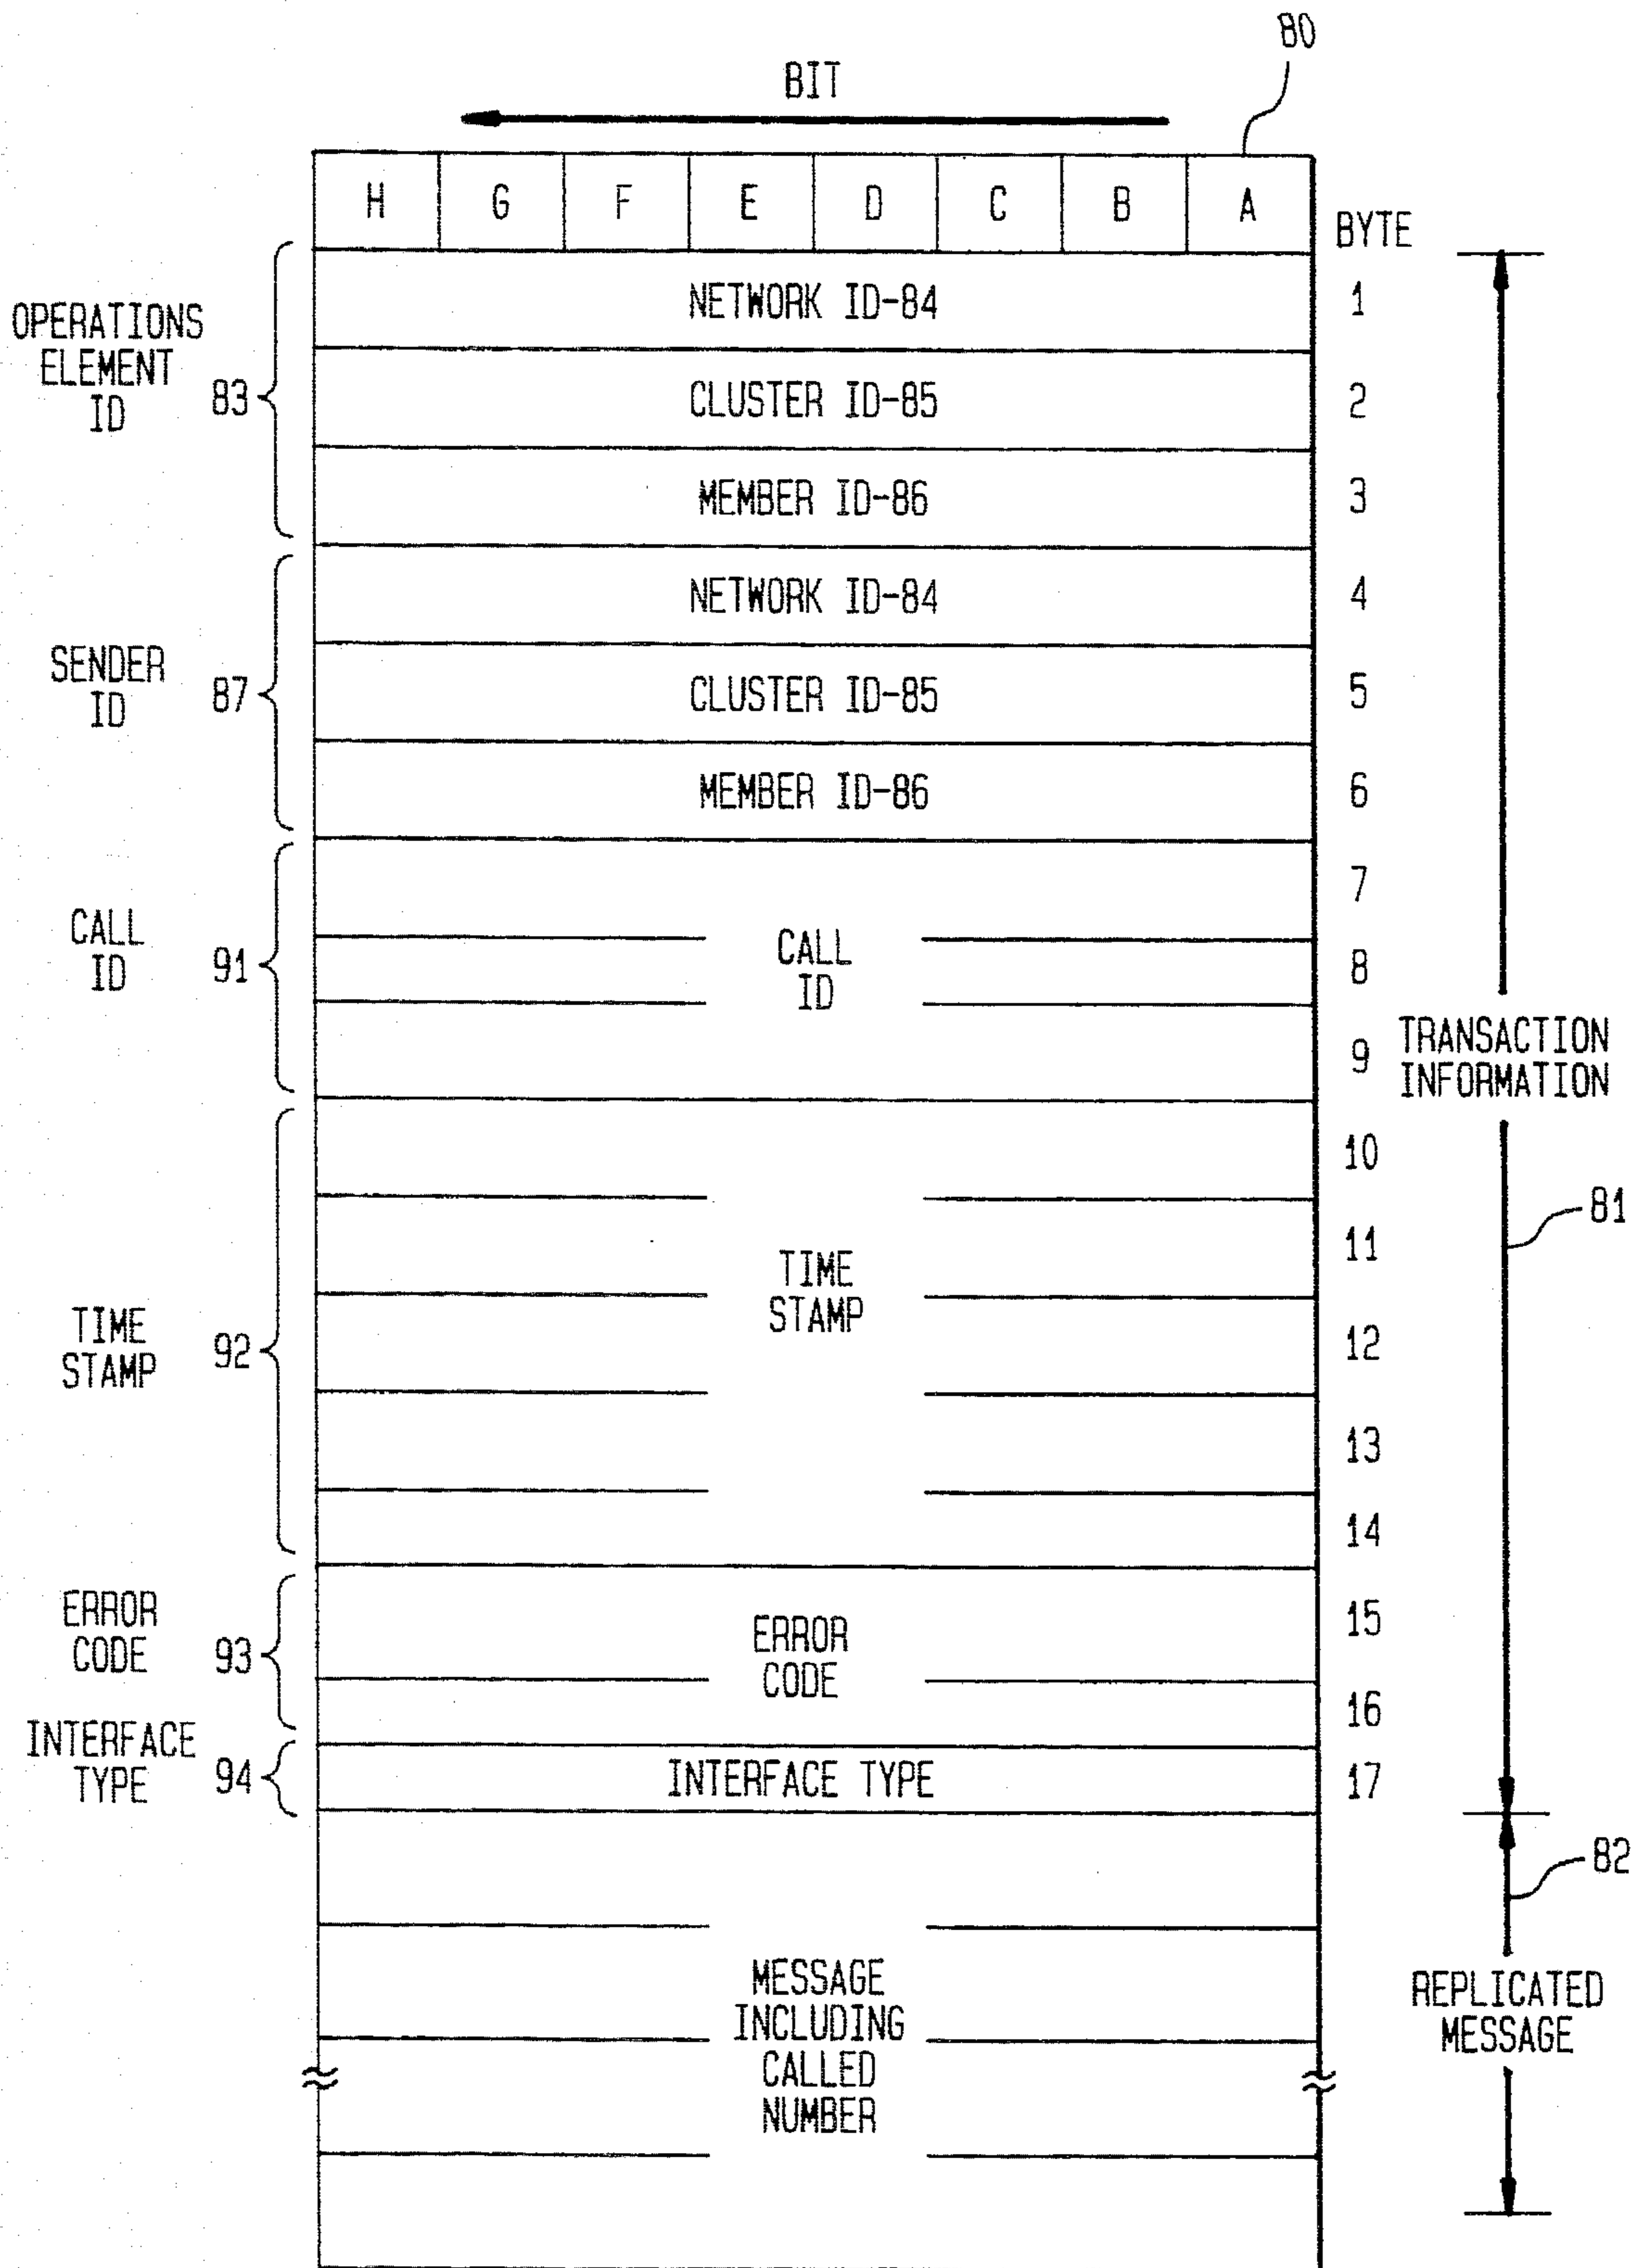 80
BIT
H G F E D C B A
BYTE
OPERATIONS
ELEMENT
ID
83
NETWORK ID-84
1
CLUSTER ID-85
2
MEMBER ID-86
3
SENDER
ID
87
NETWORK ID-84
4
CLUSTER ID-85
5
MEMBER ID-86
6
CALL
ID
91
CALL
ID
7
8
9
TRANSACTION
INFORMATION
81
TIME
STAMP
92
TIME
STAMP
10
11
12
13
14
ERROR
CODE
93
ERROR
CODE
15
16
INTERFACE
TYPE
94
INTERFACE TYPE
17
82
MESSAGE
INCLUDING
CALLED
NUMBER
REPLICATED
MESSAGE